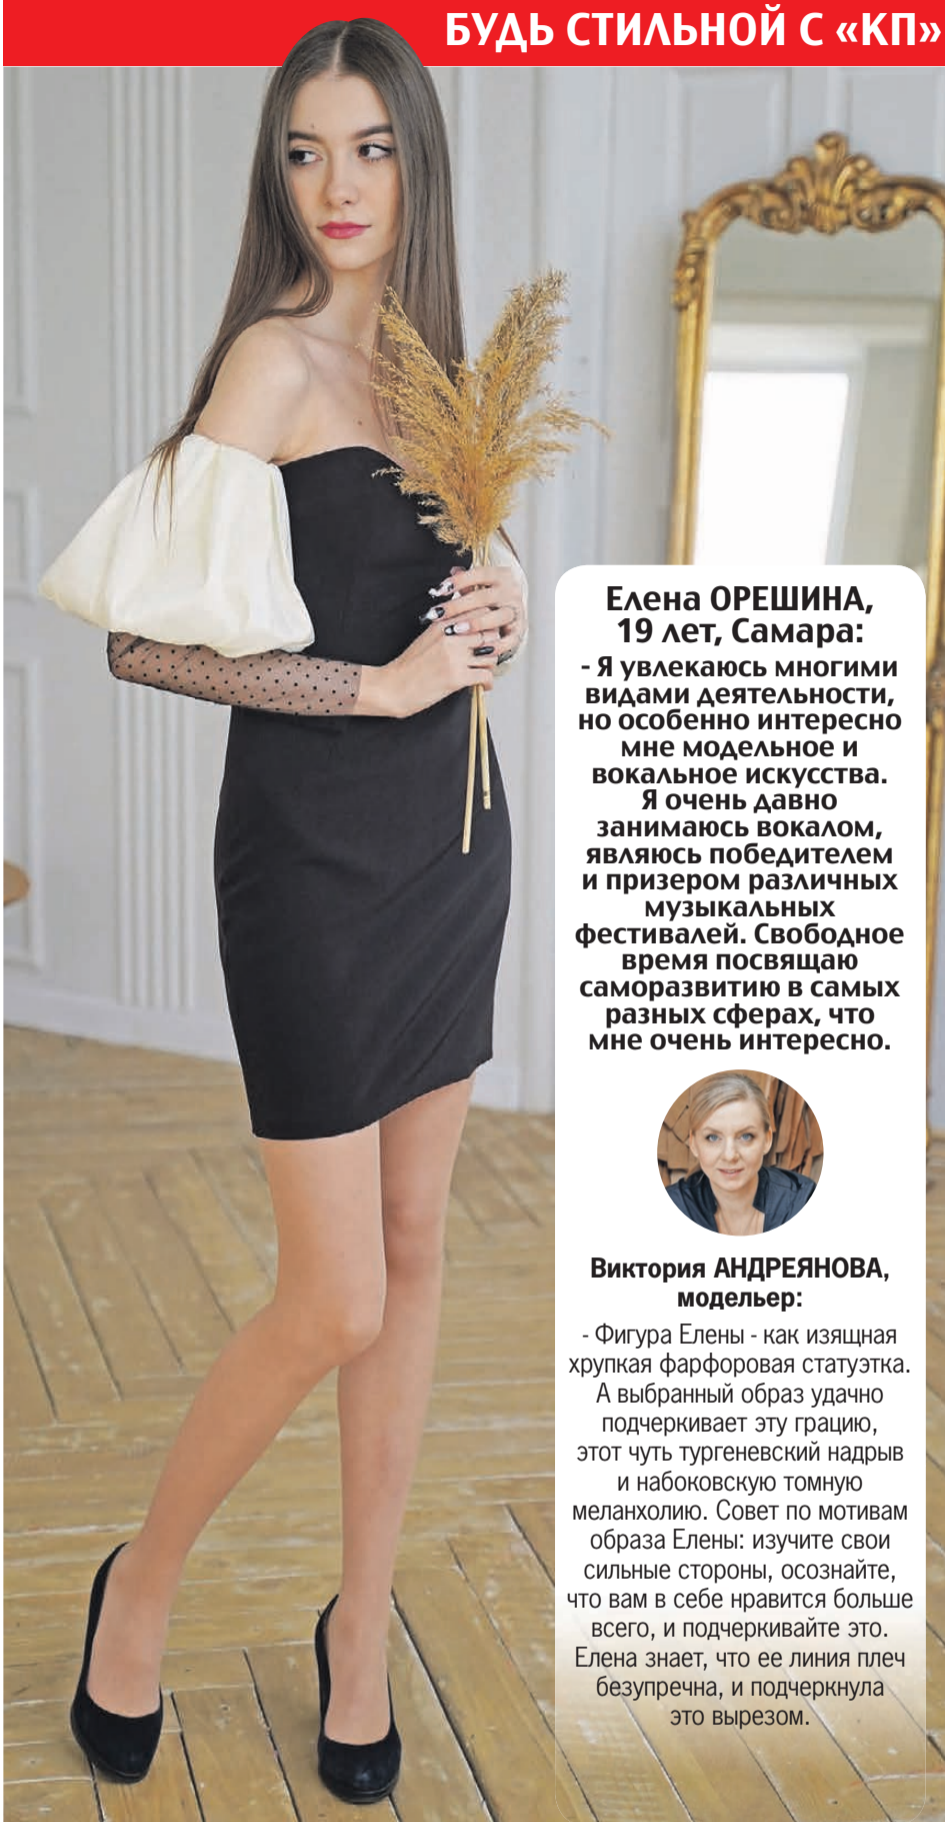 БУДЬ СТИЛЬНОЙ С «КП»
Елена ОРЕШИНА,
19 лет, Самара:
- Я увлекаюсь многими
видами деятельности,
но особенно интересно
мне модельное и
вокальное искусства.
Я очень давно
занимаюсь вокалом,
являюсь победителем
и призером различных
музыкальных
фестивалей. Свободное
время посвящаю
саморазвитию в самых
разных сферах, что
мне очень интересно.
Виктория АНДРЕЯНОВА,
модельер:
- Фигура Елены - как изящная
хрупкая фарфоровая статуэтка.
А выбранный образ удачно
подчеркивает эту грацию,
этот чуть тургеневский надрыв
и набоковскую томную
меланхолию. Совет по мотивам
образа Елены: изучите свои
сильные стороны, осознайте,
что вам в себе нравится больше
всего, и подчеркивайте это.
Елена знает, что ее линия плеч
безупречна, и подчеркнула
это вырезом.